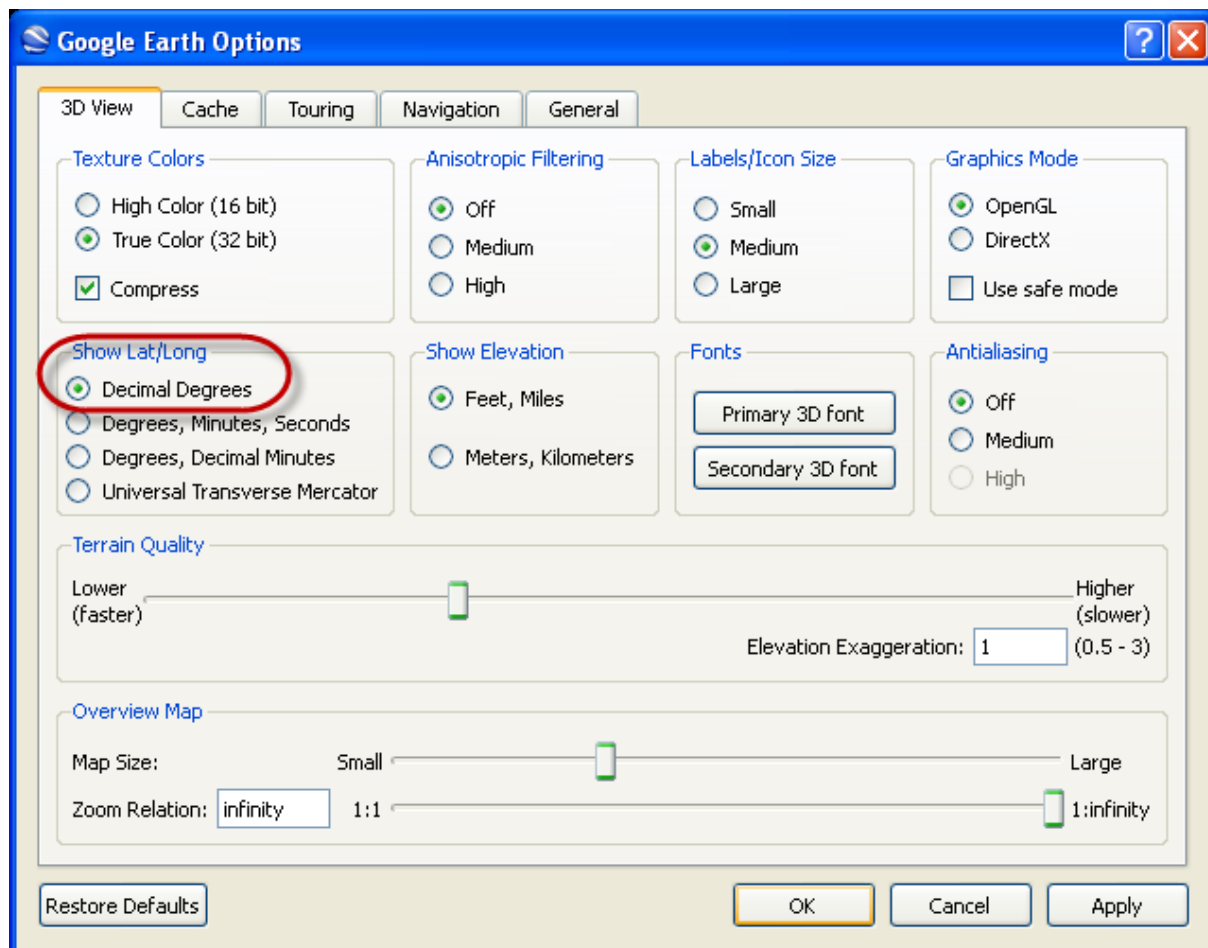 Google Earth Options
3D View
Cache
Touring
Navigation
General
Texture Colors
High Color (16 bit)
True Color (32 bit)
Compress
Anisotropic Filtering
Off
Medium
High
Labels/Icon Size
Small
Medium
Large
Graphics Mode
OpenGL
DirectX
Use safe mode
Show Lat/Long
Decimal Degrees
Degrees, Minutes, Seconds
Degrees, Decimal Minutes
Universal Transverse Mercator
Show Elevation
Feet, Miles
Meters, Kilometers
Fonts
Primary 3D font
Secondary 3D font
Antialiasing
Off
Medium
High
Terrain Quality
Lower
(faster)
Higher
(slower)
Elevation Exaggeration: 1 (0.5 - 3)
Overview Map
Map Size: Small Large
Zoom Relation: infinity 1:1 1:infinity
Restore Defaults
OK
Cancel
Apply